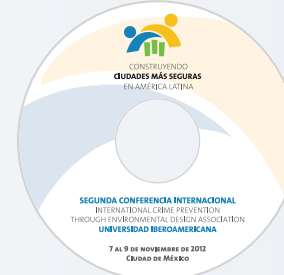 CONSTRUYENDO
CIUDADES MÁS SEGURAS
EN AMÉRICA LATINA
SEGUNDA CONFERENCIA INTERNACIONAL
INTERNATIONAL CRIME PREVENTION
THROUGH ENVIRONMENTAL DESIGN ASSOCIATION
UNIVERSIDAD IBEROAMERICANA
7 AL 9 DE NOVIEMBRE DE 2012
CIUDAD DE MÉXICO